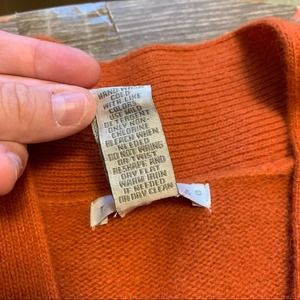 HAND WASH
COLD
WITH LIKE
COLORS
USE MILD
DETERGENT
ONLY NON-
CHLORINE
BLEACH WHEN
NEEDED
DO NOT WRING
OR TWIST
RESHAPE AND
DRY FLAT
WARM IRON
IF NEEDED
OR DRY CLEAN